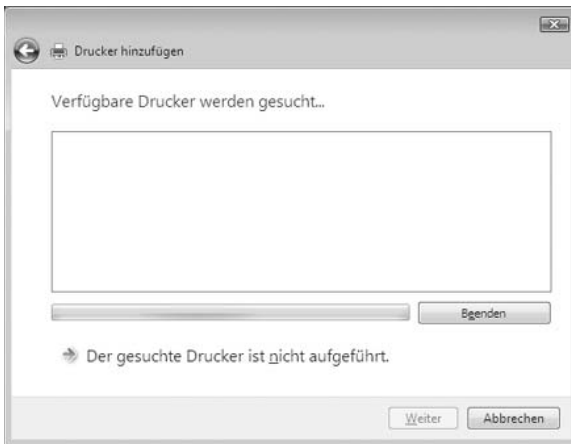 Drucker hinzufügen
Verfügbare Drucker werden gesucht...
Beenden
Der gesuchte Drucker ist nicht aufgeführt.
Weiter
Abbrechen